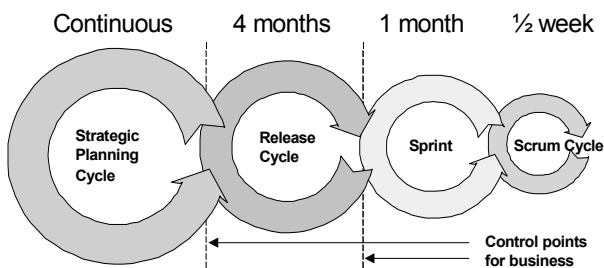 Continuous
4 months
1 month
½ week
Strategic
Planning
Cycle
Release
Cycle
Sprint
Scrum Cycle
Control points
for business